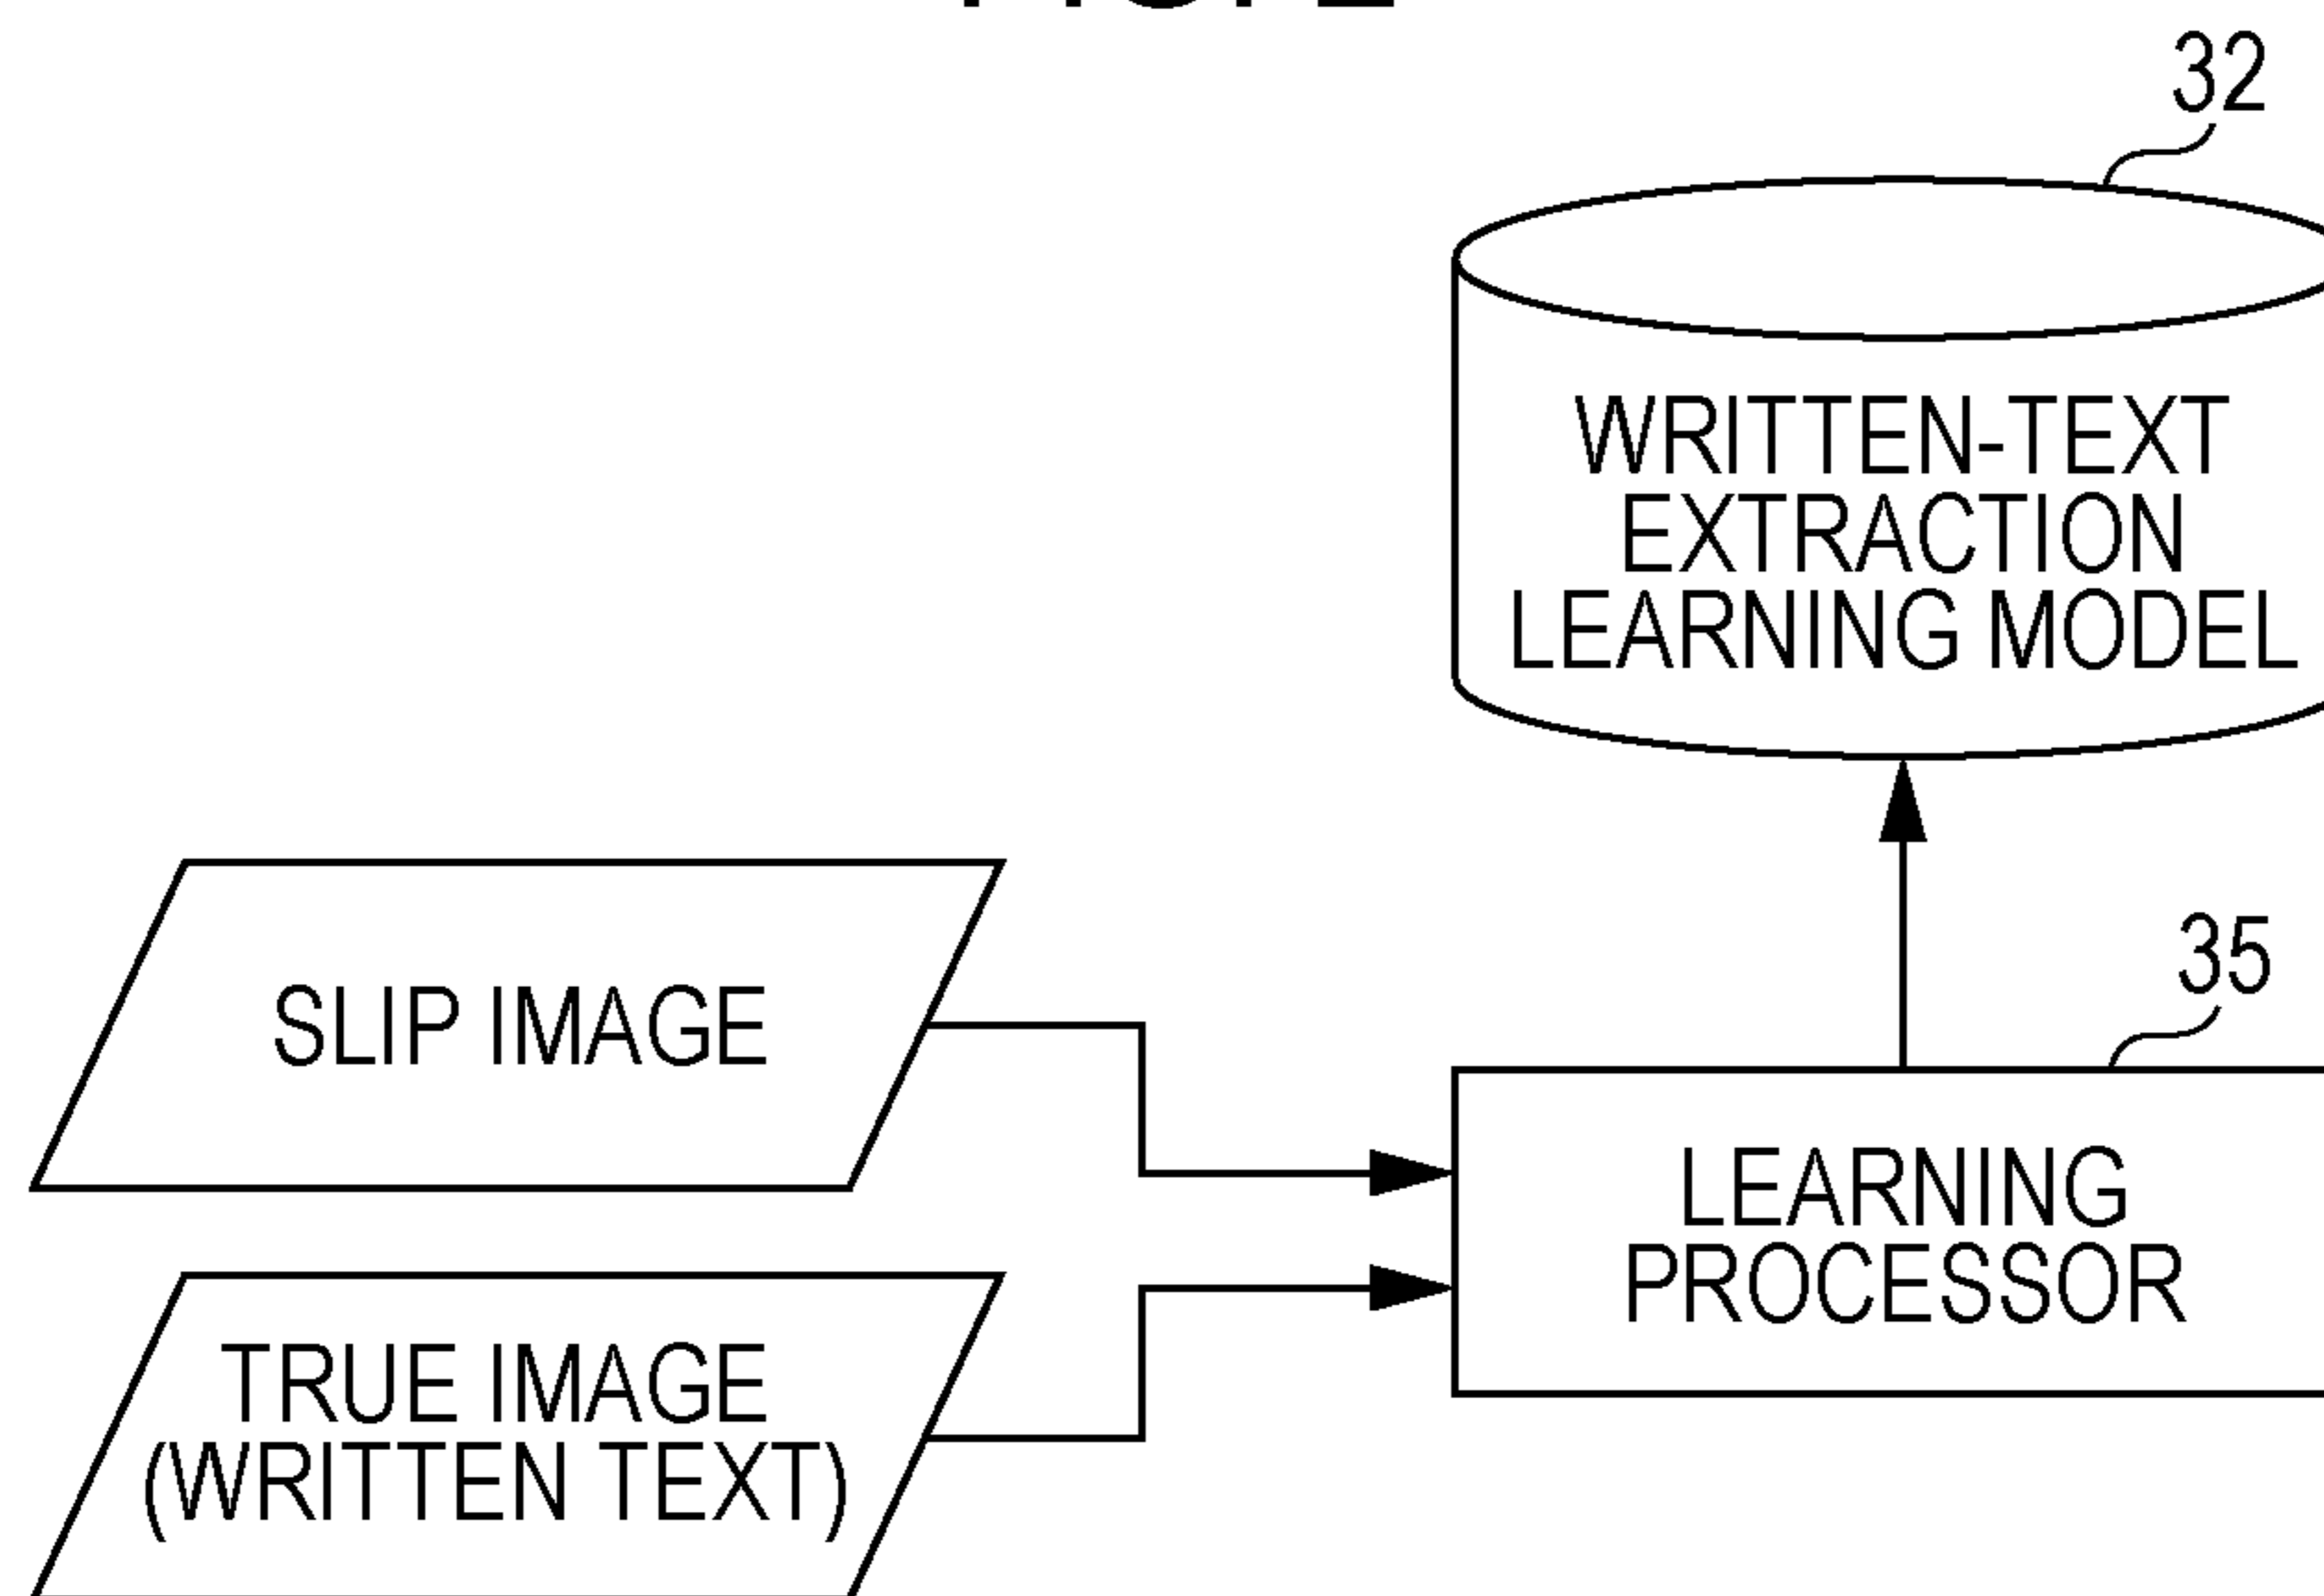 32
WRITTEN-TEXT
EXTRACTION
LEARNING MODEL
SLIP IMAGE
35
LEARNING
PROCESSOR
TRUE IMAGE
(WRITTEN TEXT)